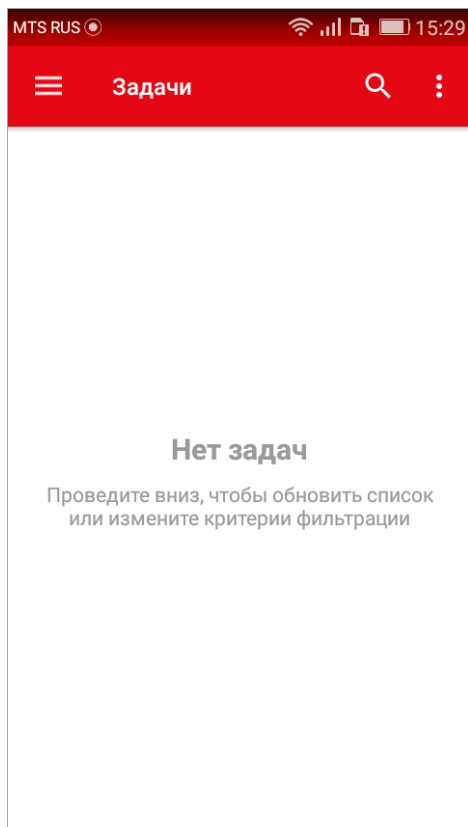 MTS RUS 15:29
Задачи
Нет задач
Проведите вниз, чтобы обновить список
или измените критерии фильтрации